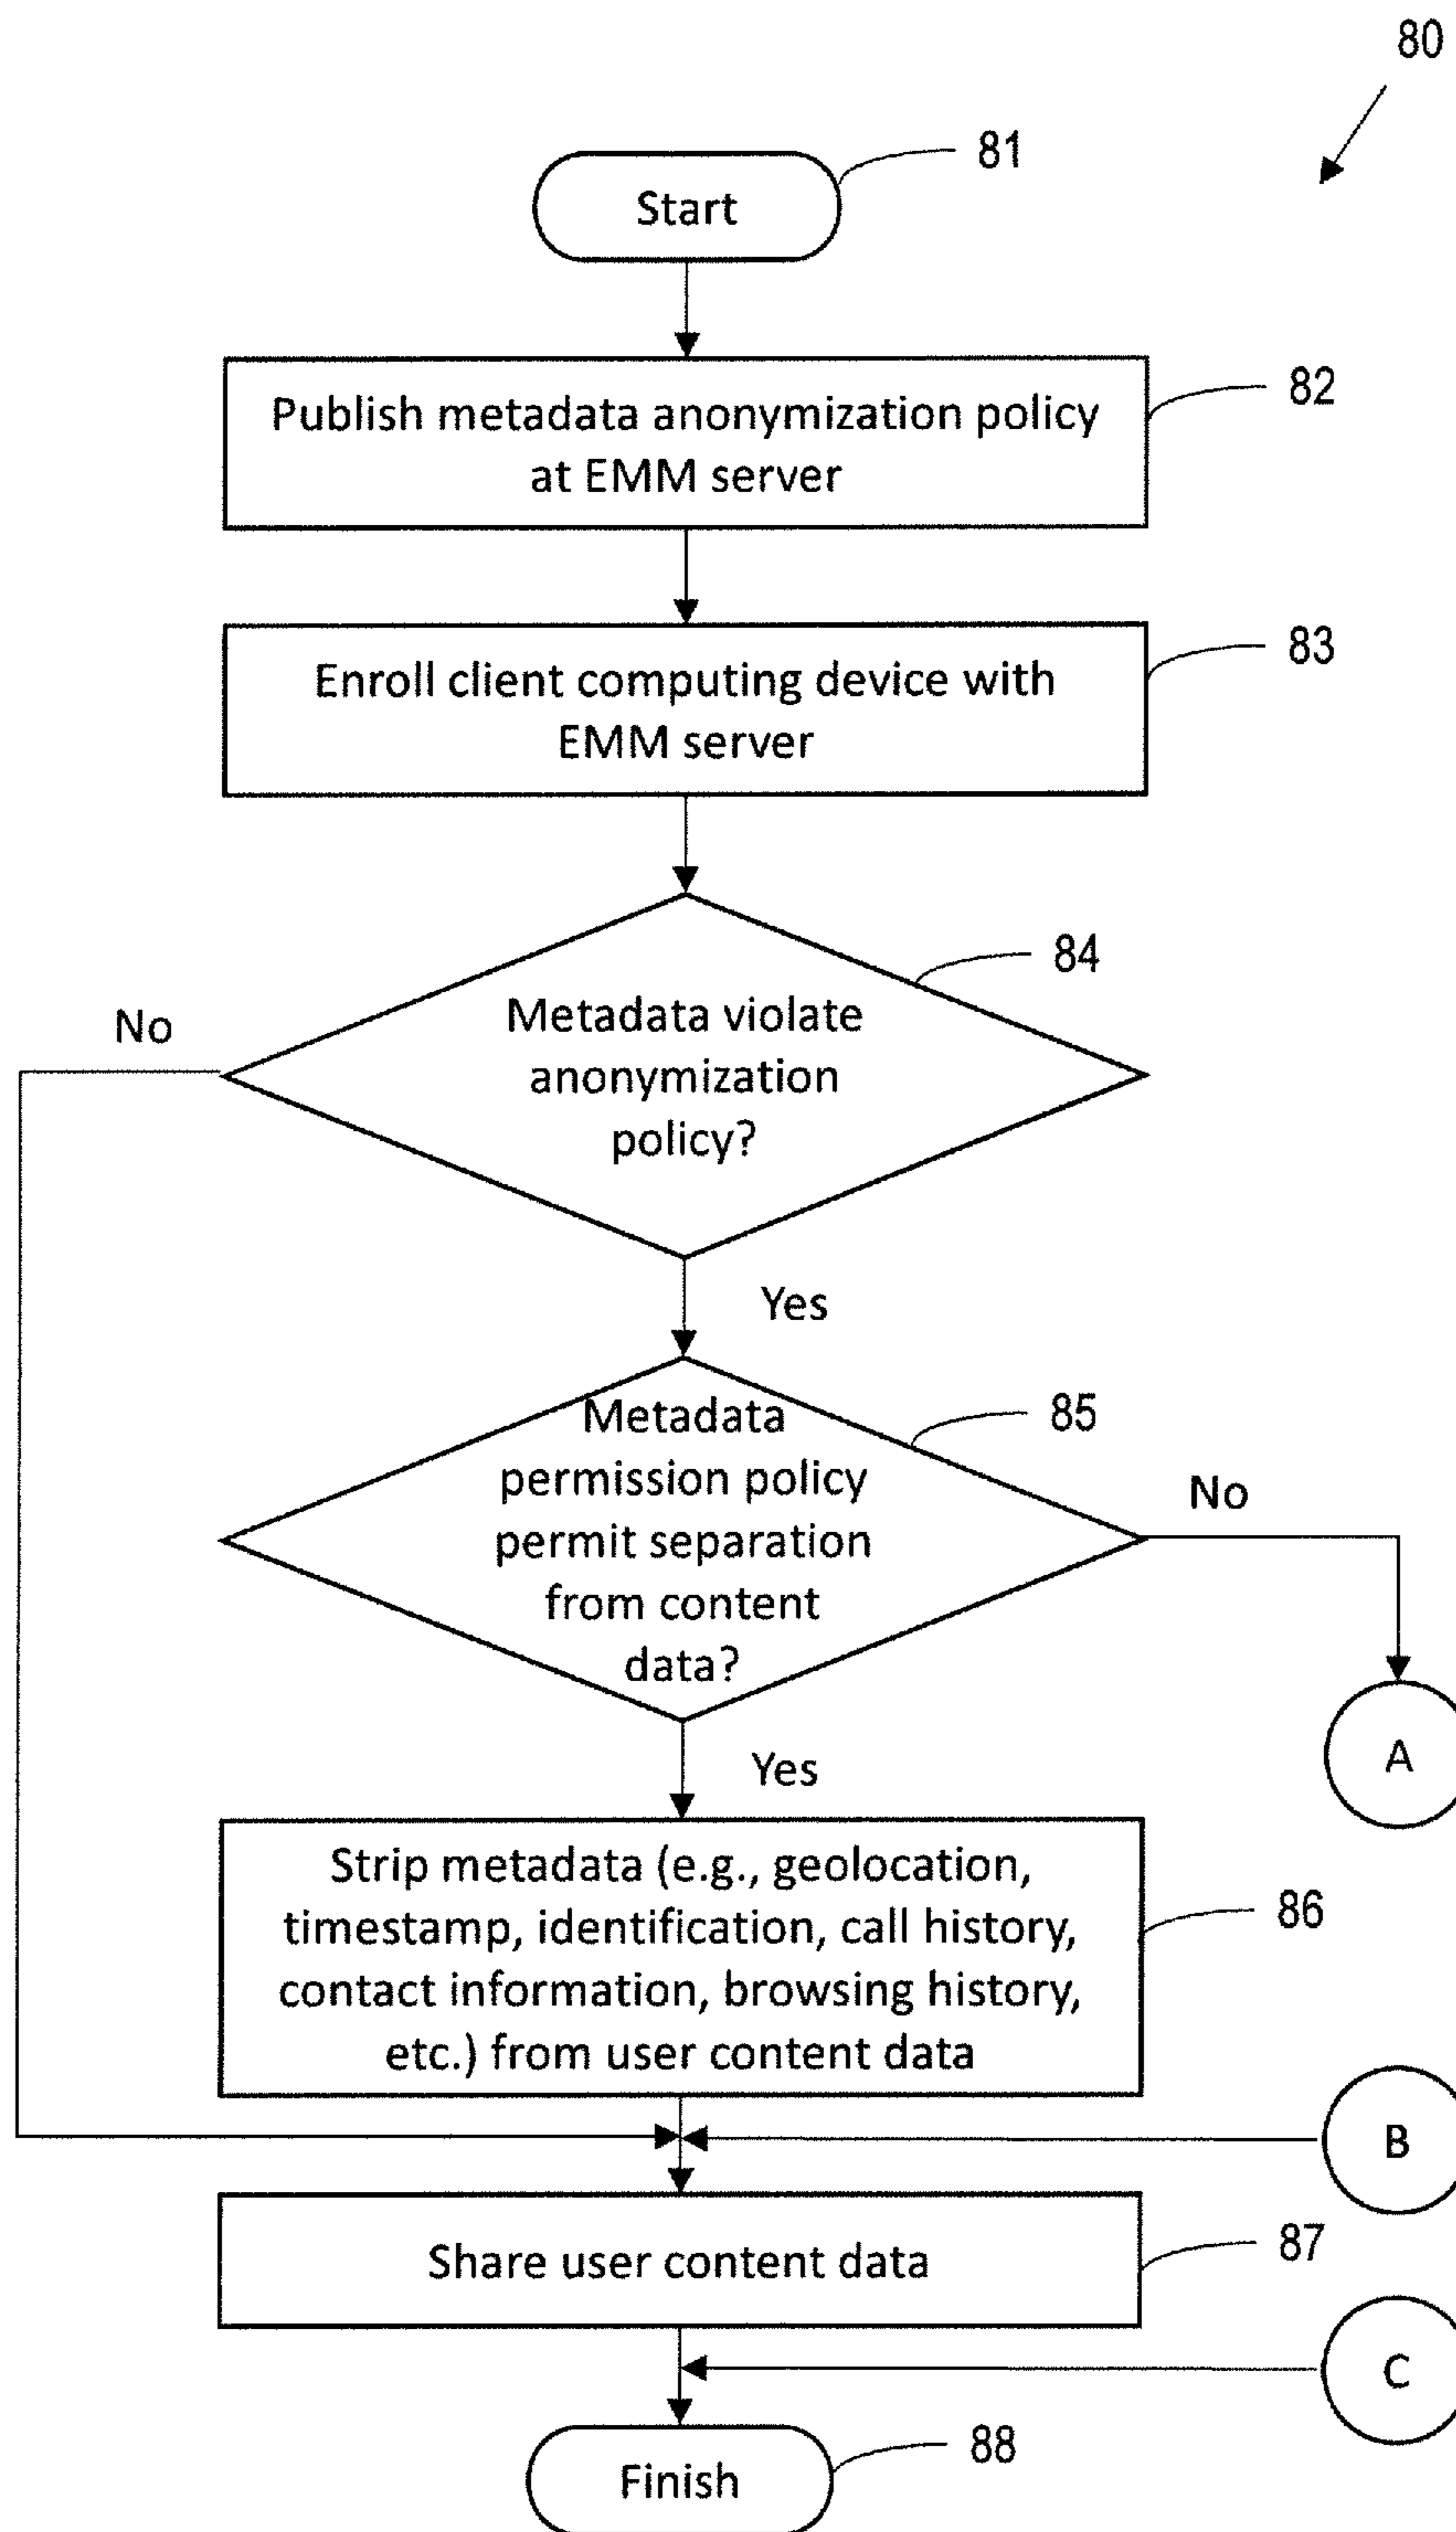 80
Start
81
Publish metadata anonymization policy
at EMM server
82
Enroll client computing device with
EMM server
83
No
Metadata violate
anonymization
policy?
84
Yes
Metadata
permission policy
permit separation
from content
data?
85
No
A
Yes
Strip metadata (e.g., geolocation,
timestamp, identification, call history,
contact information, browsing history,
etc.) from user content data
86
B
Share user content data
87
C
Finish
88